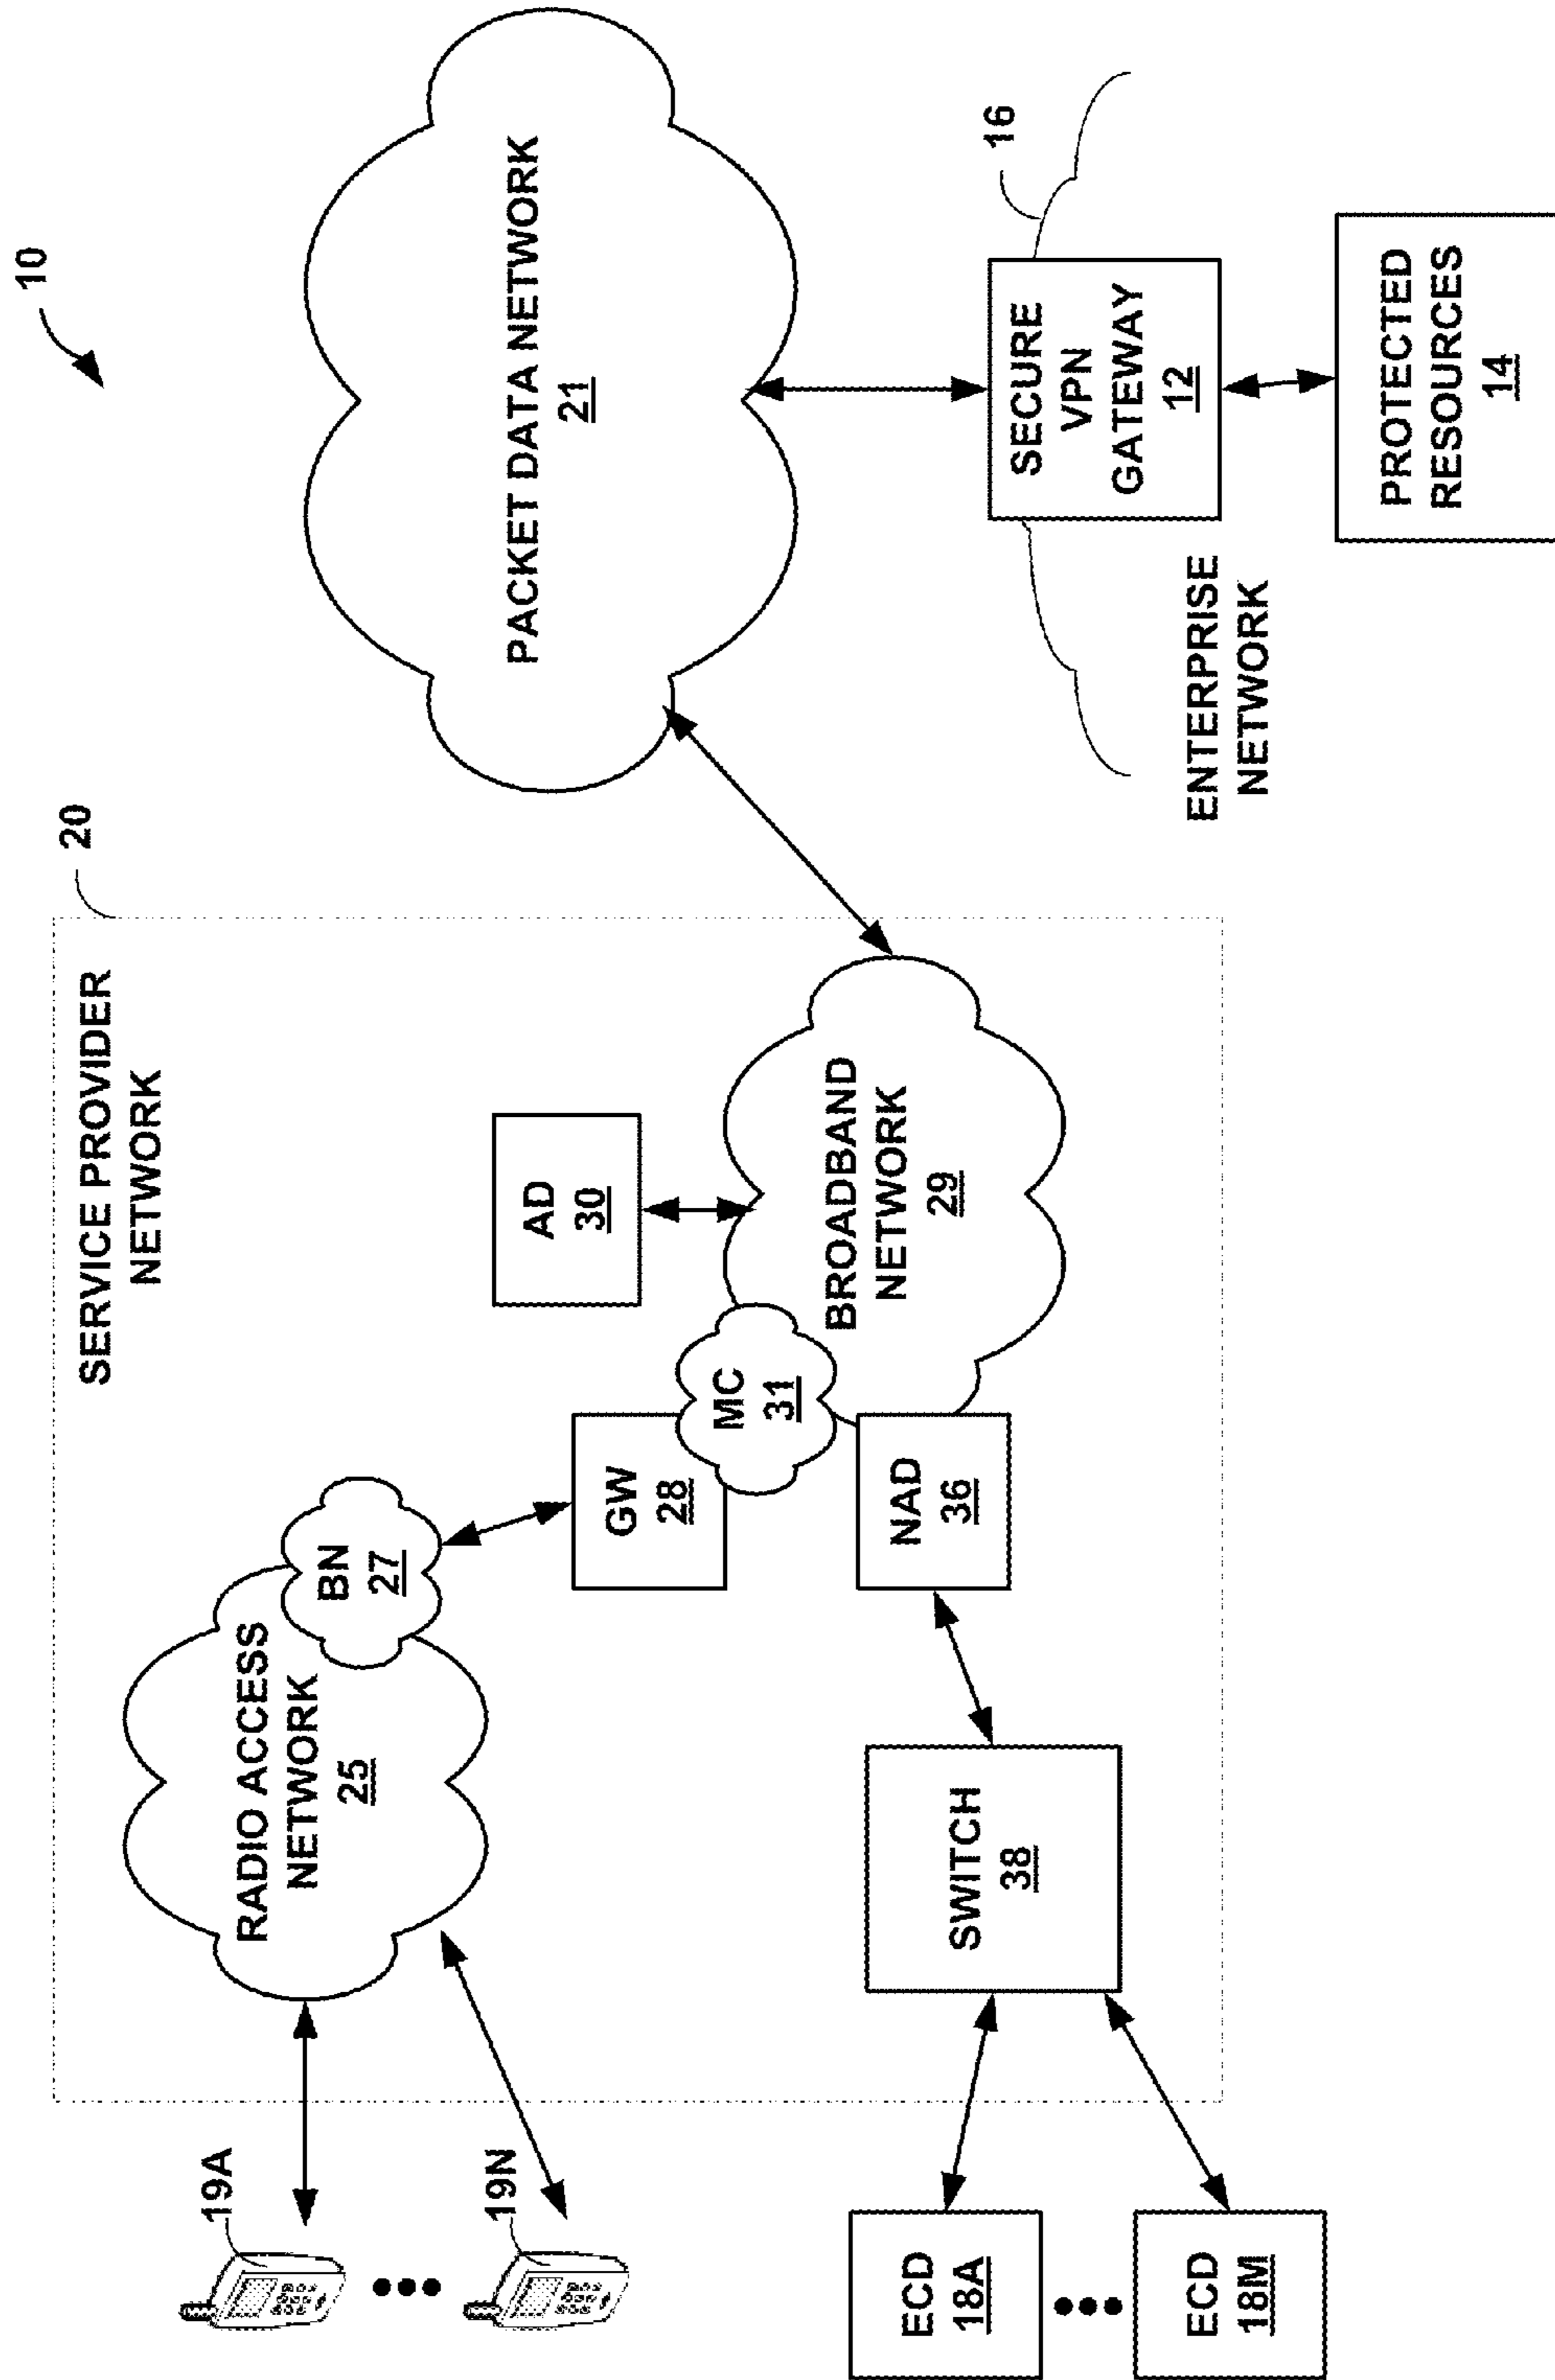 10
20
SERVICE PROVIDER
NETWORK
19A
19N
RADIO ACCESS
NETWORK
25
BN
27
GW
28
MC
31
AD
30
BROADBAND
NETWORK
29
NAD
36
SWITCH
38
ECD
18A
ECD
18M
PACKET DATA NETWORK
21
16
SECURE
VPN
GATEWAY
12
ENTERPRISE
NETWORK
PROTECTED
RESOURCES
14